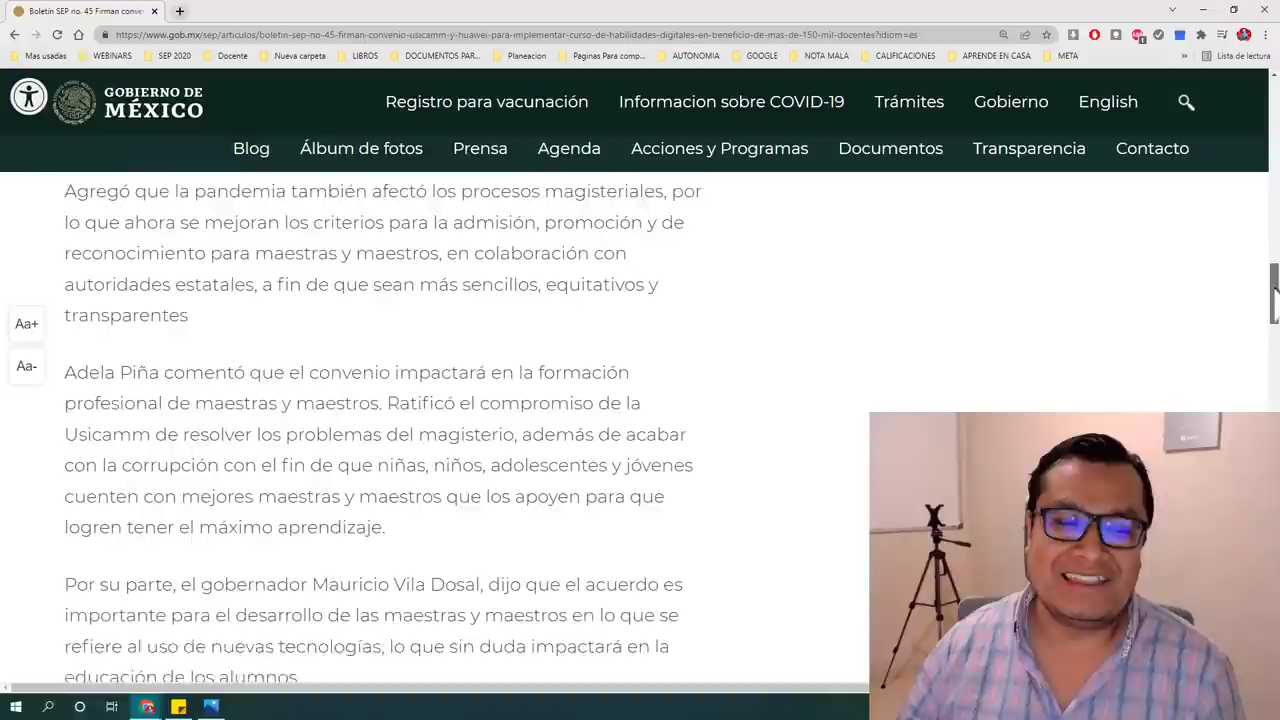 Boletín SEP no. 45 Firman conve
https://www.gob.mx/sep/articulos/boletin-sep-no-45-firman-convenio-usicamm-y-huawei-para-implementar-curso-de-habilidades-digitales-en-beneficio-de-mas-de-150-mil-docentes?idiom=es
Mas usadas WEBINARS SEP 2020 Docente Nueva carpeta LIBROS DOCUMENTOS PAR... Planeacion Paginas Para comp... AUTONOMIA GOOGLE NOTA MALA CALIFICACIONES APRENDE EN CASA META » Lista de lectura
GOBIERNO DE
MÉXICO
Registro para vacunación Informacion sobre COVID-19 Trámites Gobierno English
Blog Álbum de fotos Prensa Agenda Acciones y Programas Documentos Transparencia Contacto
Agregó que la pandemia también afectó los procesos magisteriales, por
lo que ahora se mejoran los criterios para la admisión, promoción y de
reconocimiento para maestras y maestros, en colaboración con
autoridades estatales, a fin de que sean más sencillos, equitativos y
transparentes
Aa+
Aa-
Adela Piña comentó que el convenio impactará en la formación
profesional de maestras y maestros. Ratificó el compromiso de la
Usicamm de resolver los problemas del magisterio, además de acabar
con la corrupción con el fin de que niñas, niños, adolescentes y jóvenes
cuenten con mejores maestras y maestros que los apoyen para que
logren tener el máximo aprendizaje.
Por su parte, el gobernador Mauricio Vila Dosal, dijo que el acuerdo es
importante para el desarrollo de las maestras y maestros en lo que se
refiere al uso de nuevas tecnologías, lo que sin duda impactará en la
educación de los alumnos.